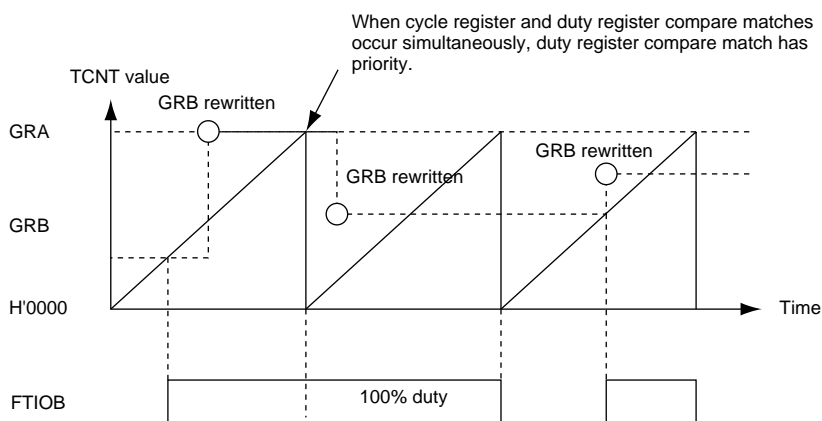 When cycle register and duty register compare matches
occur simultaneously, duty register compare match has
priority.
TCNT value
GRB rewritten
GRA
GRB rewritten
GRB rewritten
GRB
H'0000
Time
FTIOB
100% duty